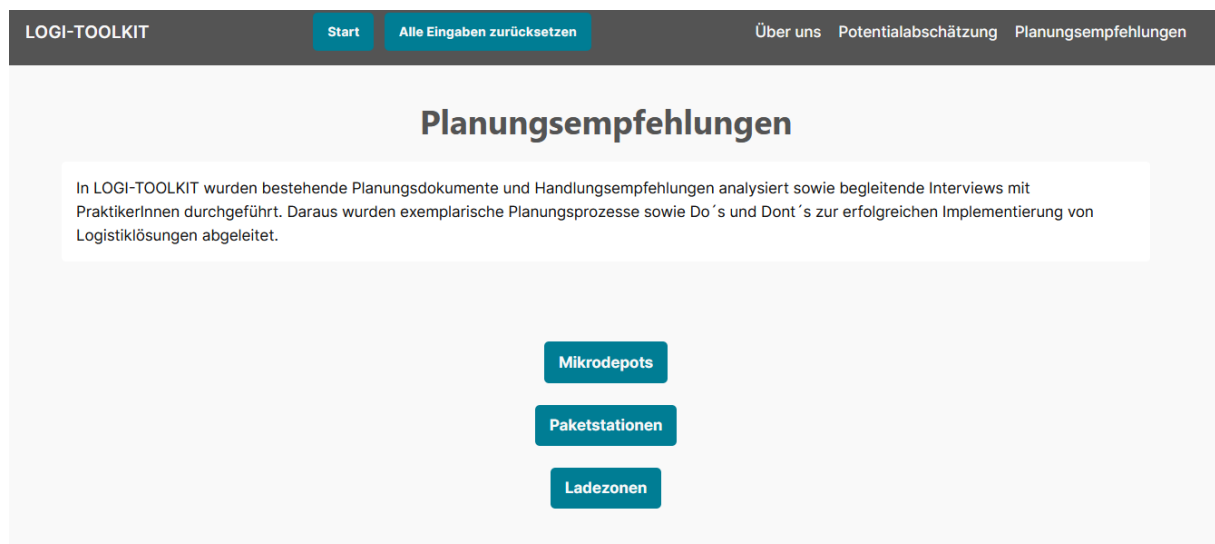 LOGI-TOOLKIT Start Alle Eingaben zurücksetzen Über uns Potentialabschätzung Planungsempfehlungen
Planungsempfehlungen
In LOGI-TOOLKIT wurden bestehende Planungsdokumente und Handlungsempfehlungen analysiert sowie begleitende Interviews mit
PraktikerInnen durchgeführt. Daraus wurden exemplarische Planungsprozesse sowie Do´s und Dont´s zur erfolgreichen Implementierung von
Logistiklösungen abgeleitet.
Mikrodepots
Paketstationen
Ladezonen